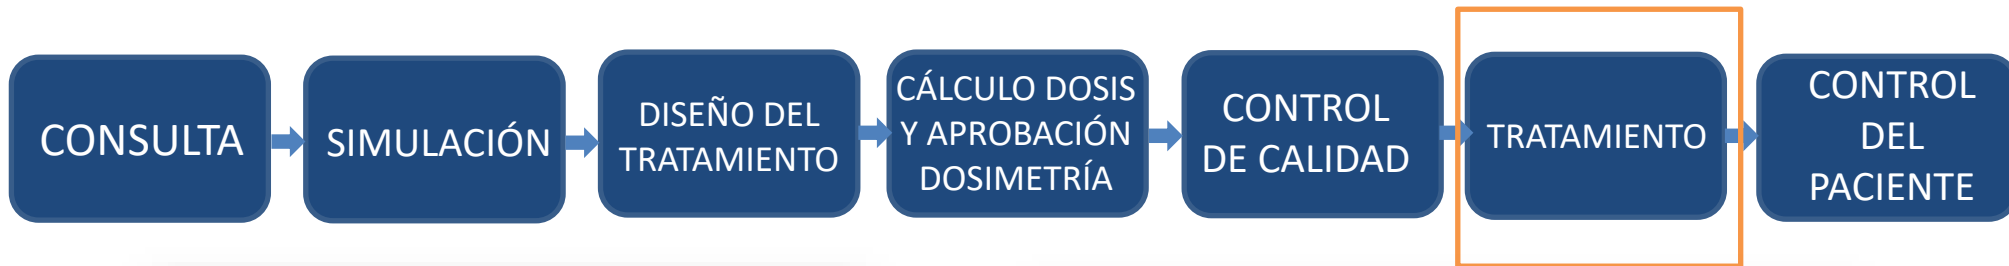 CONSULTA
SIMULACIÓN
DISEÑO DEL
TRATAMIENTO
CÁLCULO DOSIS
Y APROBACIÓN
DOSIMETRÍA
CONTROL
DE CALIDAD
TRATAMIENTO
CONTROL
DEL
PACIENTE